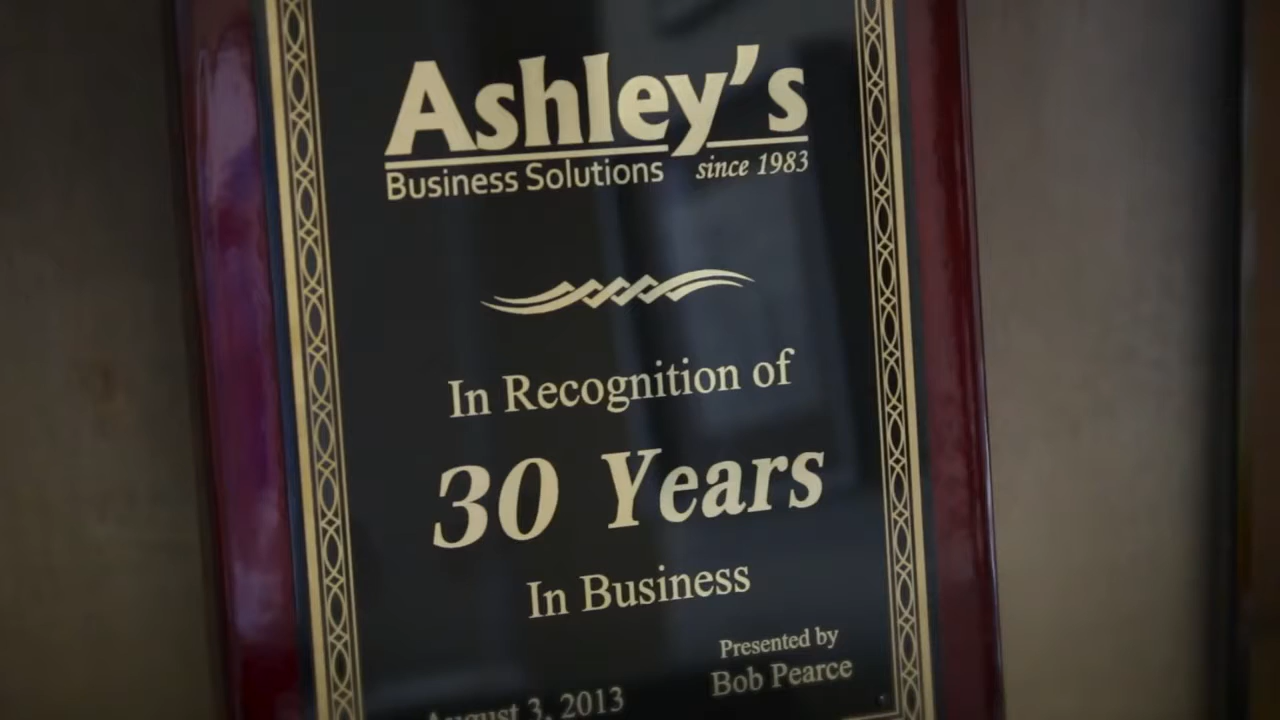 Ashley's
Business Solutions since 1983
In Recognition of
30 Years
In Business
Presented by
Bob Pearce
August 3, 2013